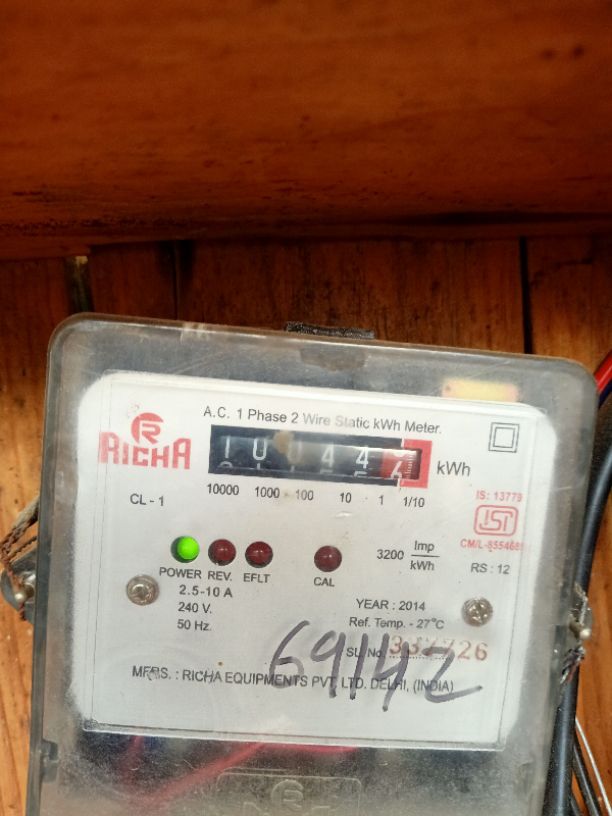 A.C. 1 Phase 2 Wire Static kWh Meter.
R
RICHA
kWh
10000 1000 100 10 1 1/10
CL - 1
IS: 13779
ISI
POWER REV. EFLT
CAL
3200 Imp/kWh
RS : 12
2.5-10 A
240 V.
50 Hz.
YEAR : 2014
Ref. Temp. - 27°C
SL. No.
69142
MFRS. : RICHA EQUIPMENTS PVT. LTD. DELHI, (INDIA)